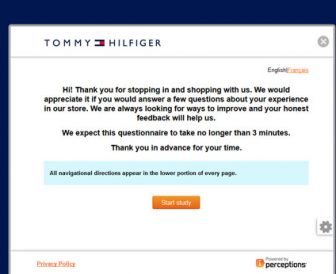 TOMMY HILFIGER
English|Français
Hi! Thank you for stopping in and shopping with us. We would
appreciate it if you would answer a few questions about your experience
in our store. We are always looking for ways to improve and your honest
feedback will help us.
We expect this questionnaire to take no longer than 3 minutes.
Thank you in advance for your time.
All navigational directions appear in the lower portion of every page.
Start study
Privacy Policy
Powered by
perceptions